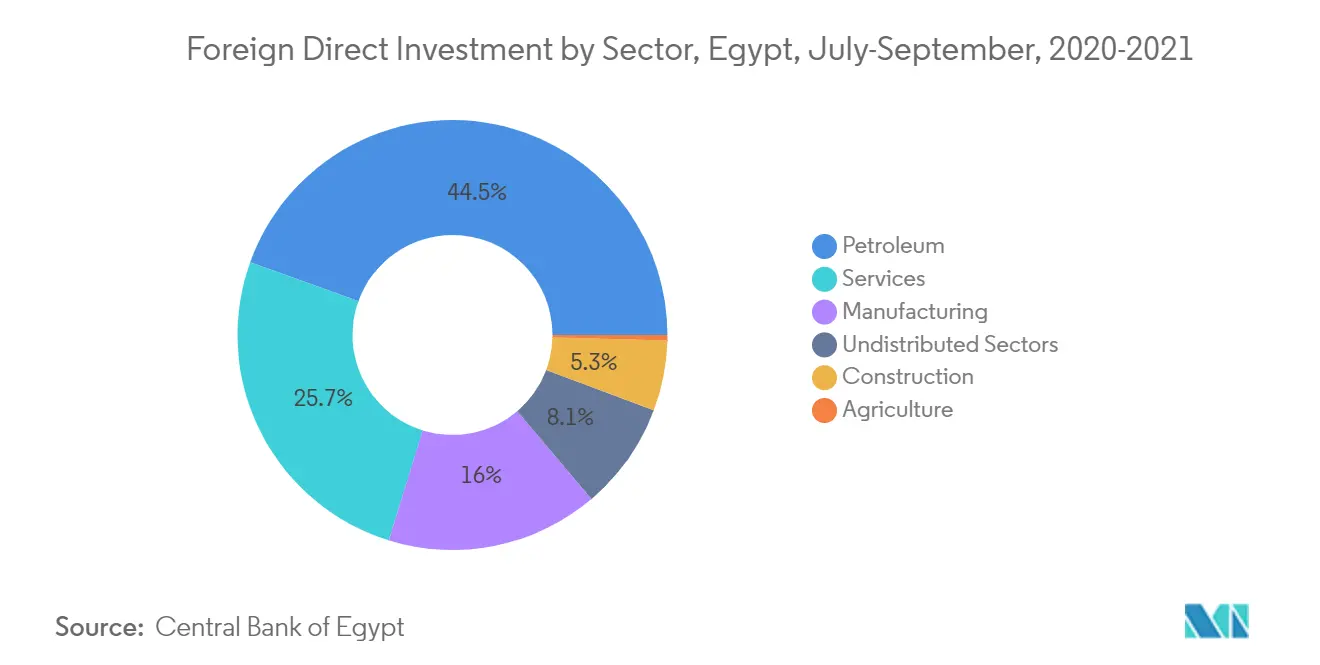 Foreign Direct Investment by Sector, Egypt, July-September, 2020-2021
44.5%
25.7%
16%
8.1%
5.3%
Petroleum
Services
Manufacturing
Undistributed Sectors
Construction
Agriculture
Source: Central Bank of Egypt